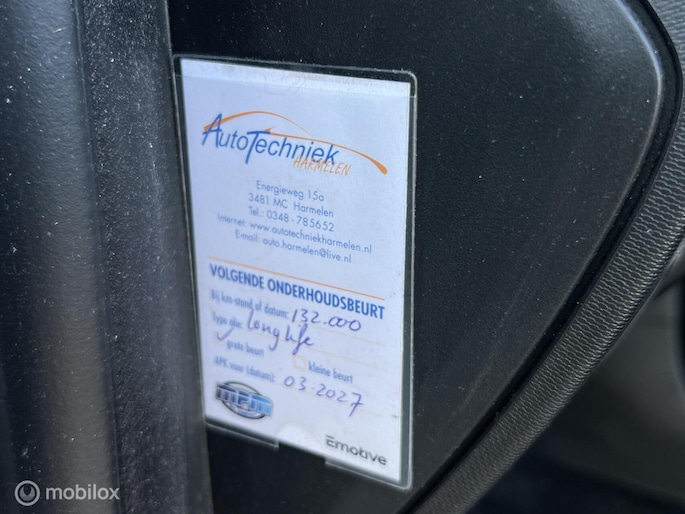 AutoTechniek
HARMELEN
Energieweg 15a
3481 MC Harmelen
Tel.: 0348 - 785652
Internet: www.autotechniekharmelen.nl
E-mail: auto.harmelen@live.nl
VOLGENDE ONDERHOUDSBEURT
Bij km-stand of datum: 132.000
Type olie: Longlife
grote beurt kleine beurt
APK voor (datum): 03-2027
Emotive
mobilox